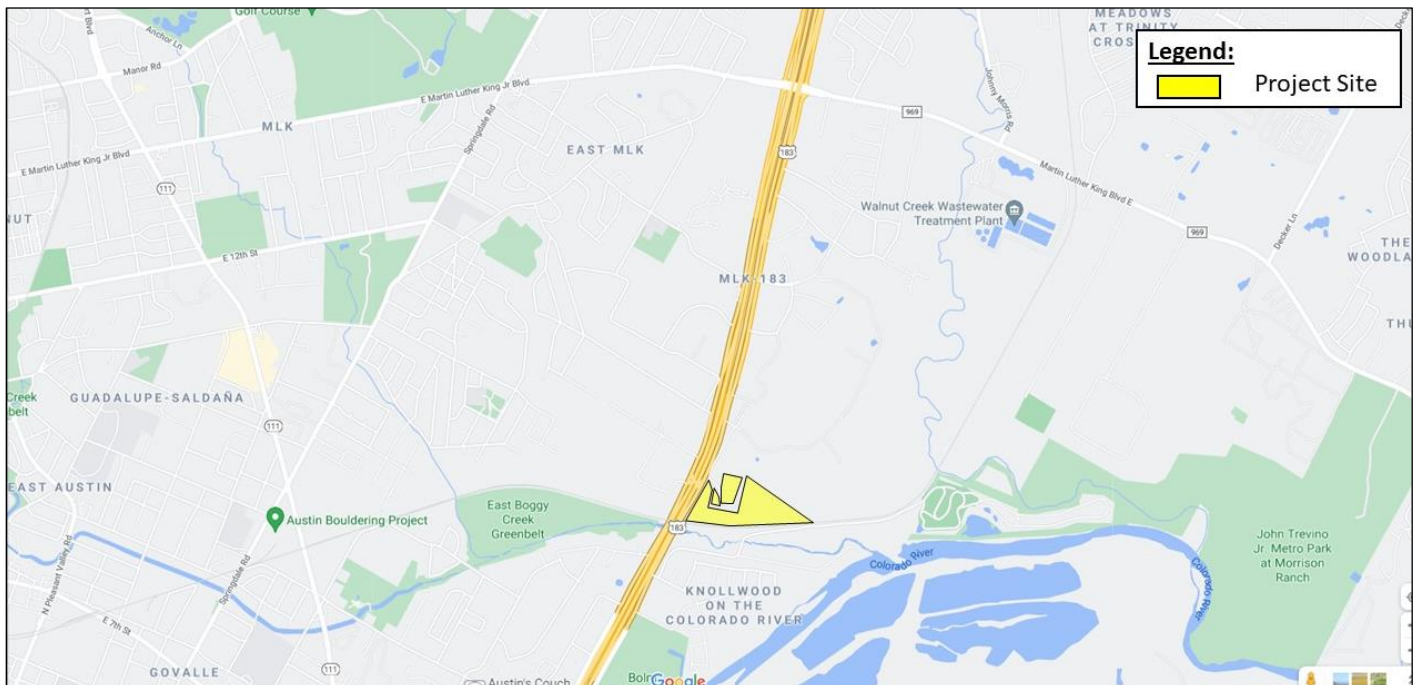 Golf Course
MEADOWS
AT TRINITY
Legend:
Project Site
Anchor Ln
Manor Rd
E Martin Luther King Jr Blvd
Springdale Rd
Johnny Morris
Rd
969
MLK
EAST MLK
183
E Martin Luther King Jr Blvd
Martin Luther King Blvd E
111
Walnut Creek Wastewater
Treatment Plant
969
Decker Ln
E 12th St
THE
MLK-183
GUADALUPE-SALDAÑA
Creek
111
EAST AUSTIN
East Boggy
Creek
Greenbelt
Austin Bouldering Project
183
John Trevino
Jr. Metro Park
at Morrison
Ranch
N Pleasant Valley Rd
Springdale Rd
Colorado River
Colorado River
KNOLLWOOD
ON THE
COLORADO RIVER
E 7th St
GOVALLE
111
Austin's Couch
Google